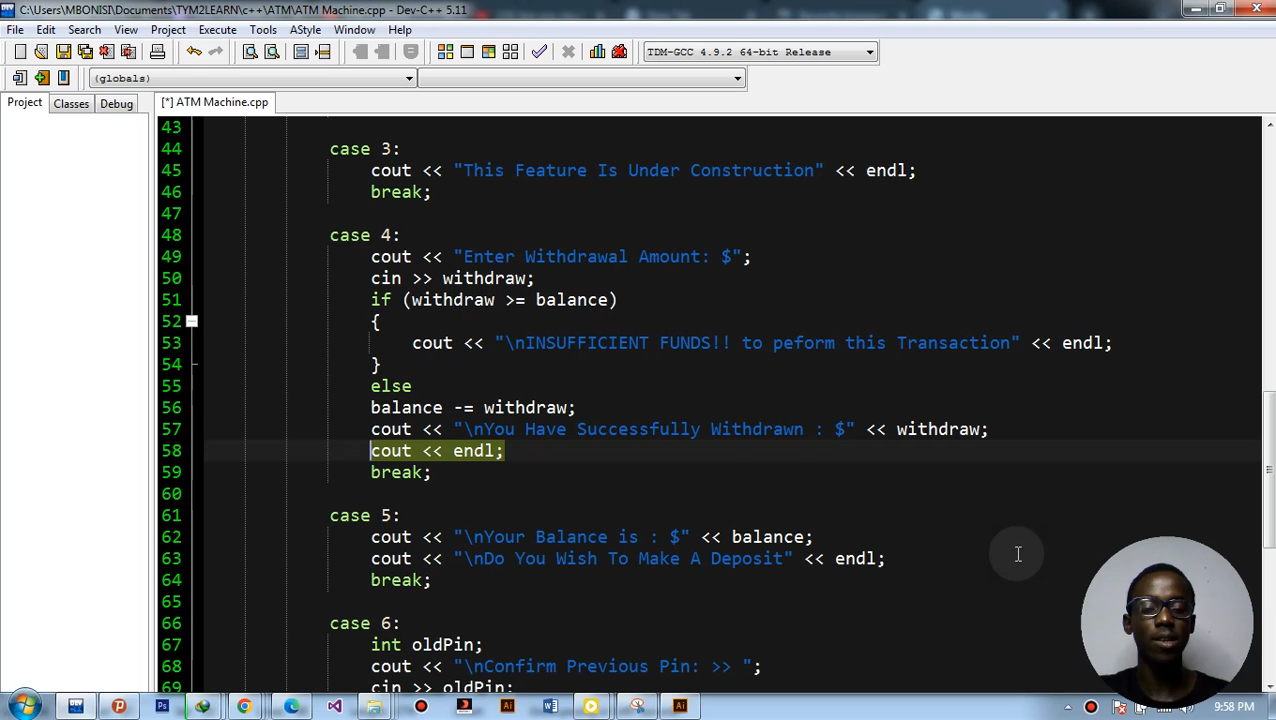 C:\Users\MBONISI\Documents\TYM2LEARN\c++\ATM\ATM Machine.cpp - Dev-C++ 5.11
File Edit Search View Project Execute Tools AStyle Window Help
TDM-GCC 4.9.2 64-bit Release
(globals)
Project Classes Debug [*] ATM Machine.cpp
43
44 case 3:
45 cout << "This Feature Is Under Construction" << endl;
46 break;
47
48 case 4:
49 cout << "Enter Withdrawal Amount: $";
50 cin >> withdraw;
51 if (withdraw >= balance)
52 {
53 cout << "\nINSUFFICIENT FUNDS!! to peform this Transaction" << endl;
54 }
55 else
56 balance -= withdraw;
57 cout << "\nYou Have Successfully Withdrawn : $" << withdraw;
58 cout << endl;
59 break;
60
61 case 5:
62 cout << "\nYour Balance is : $" << balance;
63 cout << "\nDo You Wish To Make A Deposit" << endl;
64 break;
65
66 case 6:
67 int oldPin;
68 cout << "\nConfirm Previous Pin: >> ";
69 cin >> oldPin;
DEV Ps Ai W Ai 9:58 PM